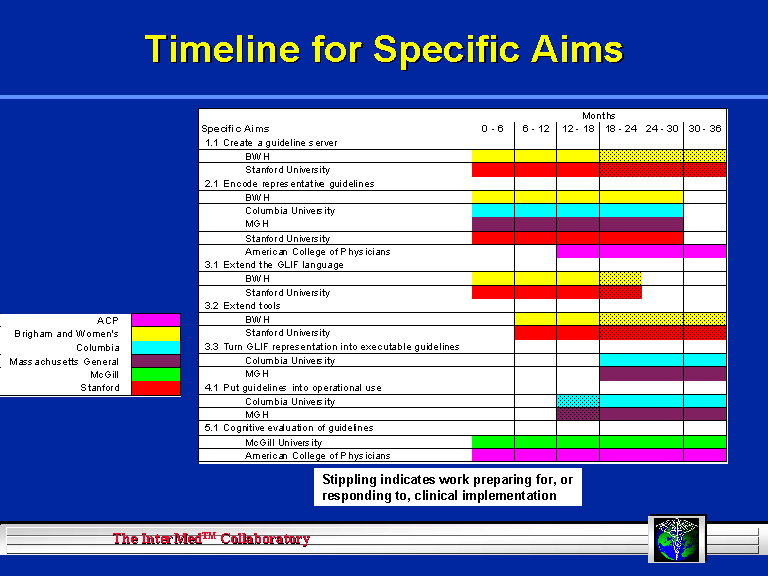 Timeline for Specific Aims
Months
Specific Aims 0 - 6 6 - 12 12 - 18 18 - 24 24 - 30 30 - 36
1.1 Create a guideline server
BWH
Stanford University
2.1 Encode representative guidelines
BWH
Columbia University
MGH
Stanford University
American College of Physicians
3.1 Extend the GLIF language
BWH
Stanford University
3.2 Extend tools
BWH
Stanford University
3.3 Turn GLIF representation into executable guidelines
Columbia University
MGH
4.1 Put guidelines into operational use
Columbia University
MGH
5.1 Cognitive evaluation of guidelines
McGill University
American College of Physicians
ACP
Brigham and Women's
Columbia
Massachusetts General
McGill
Stanford
Stippling indicates work preparing for, or
responding to, clinical implementation
The InterMed™ Collaboratory